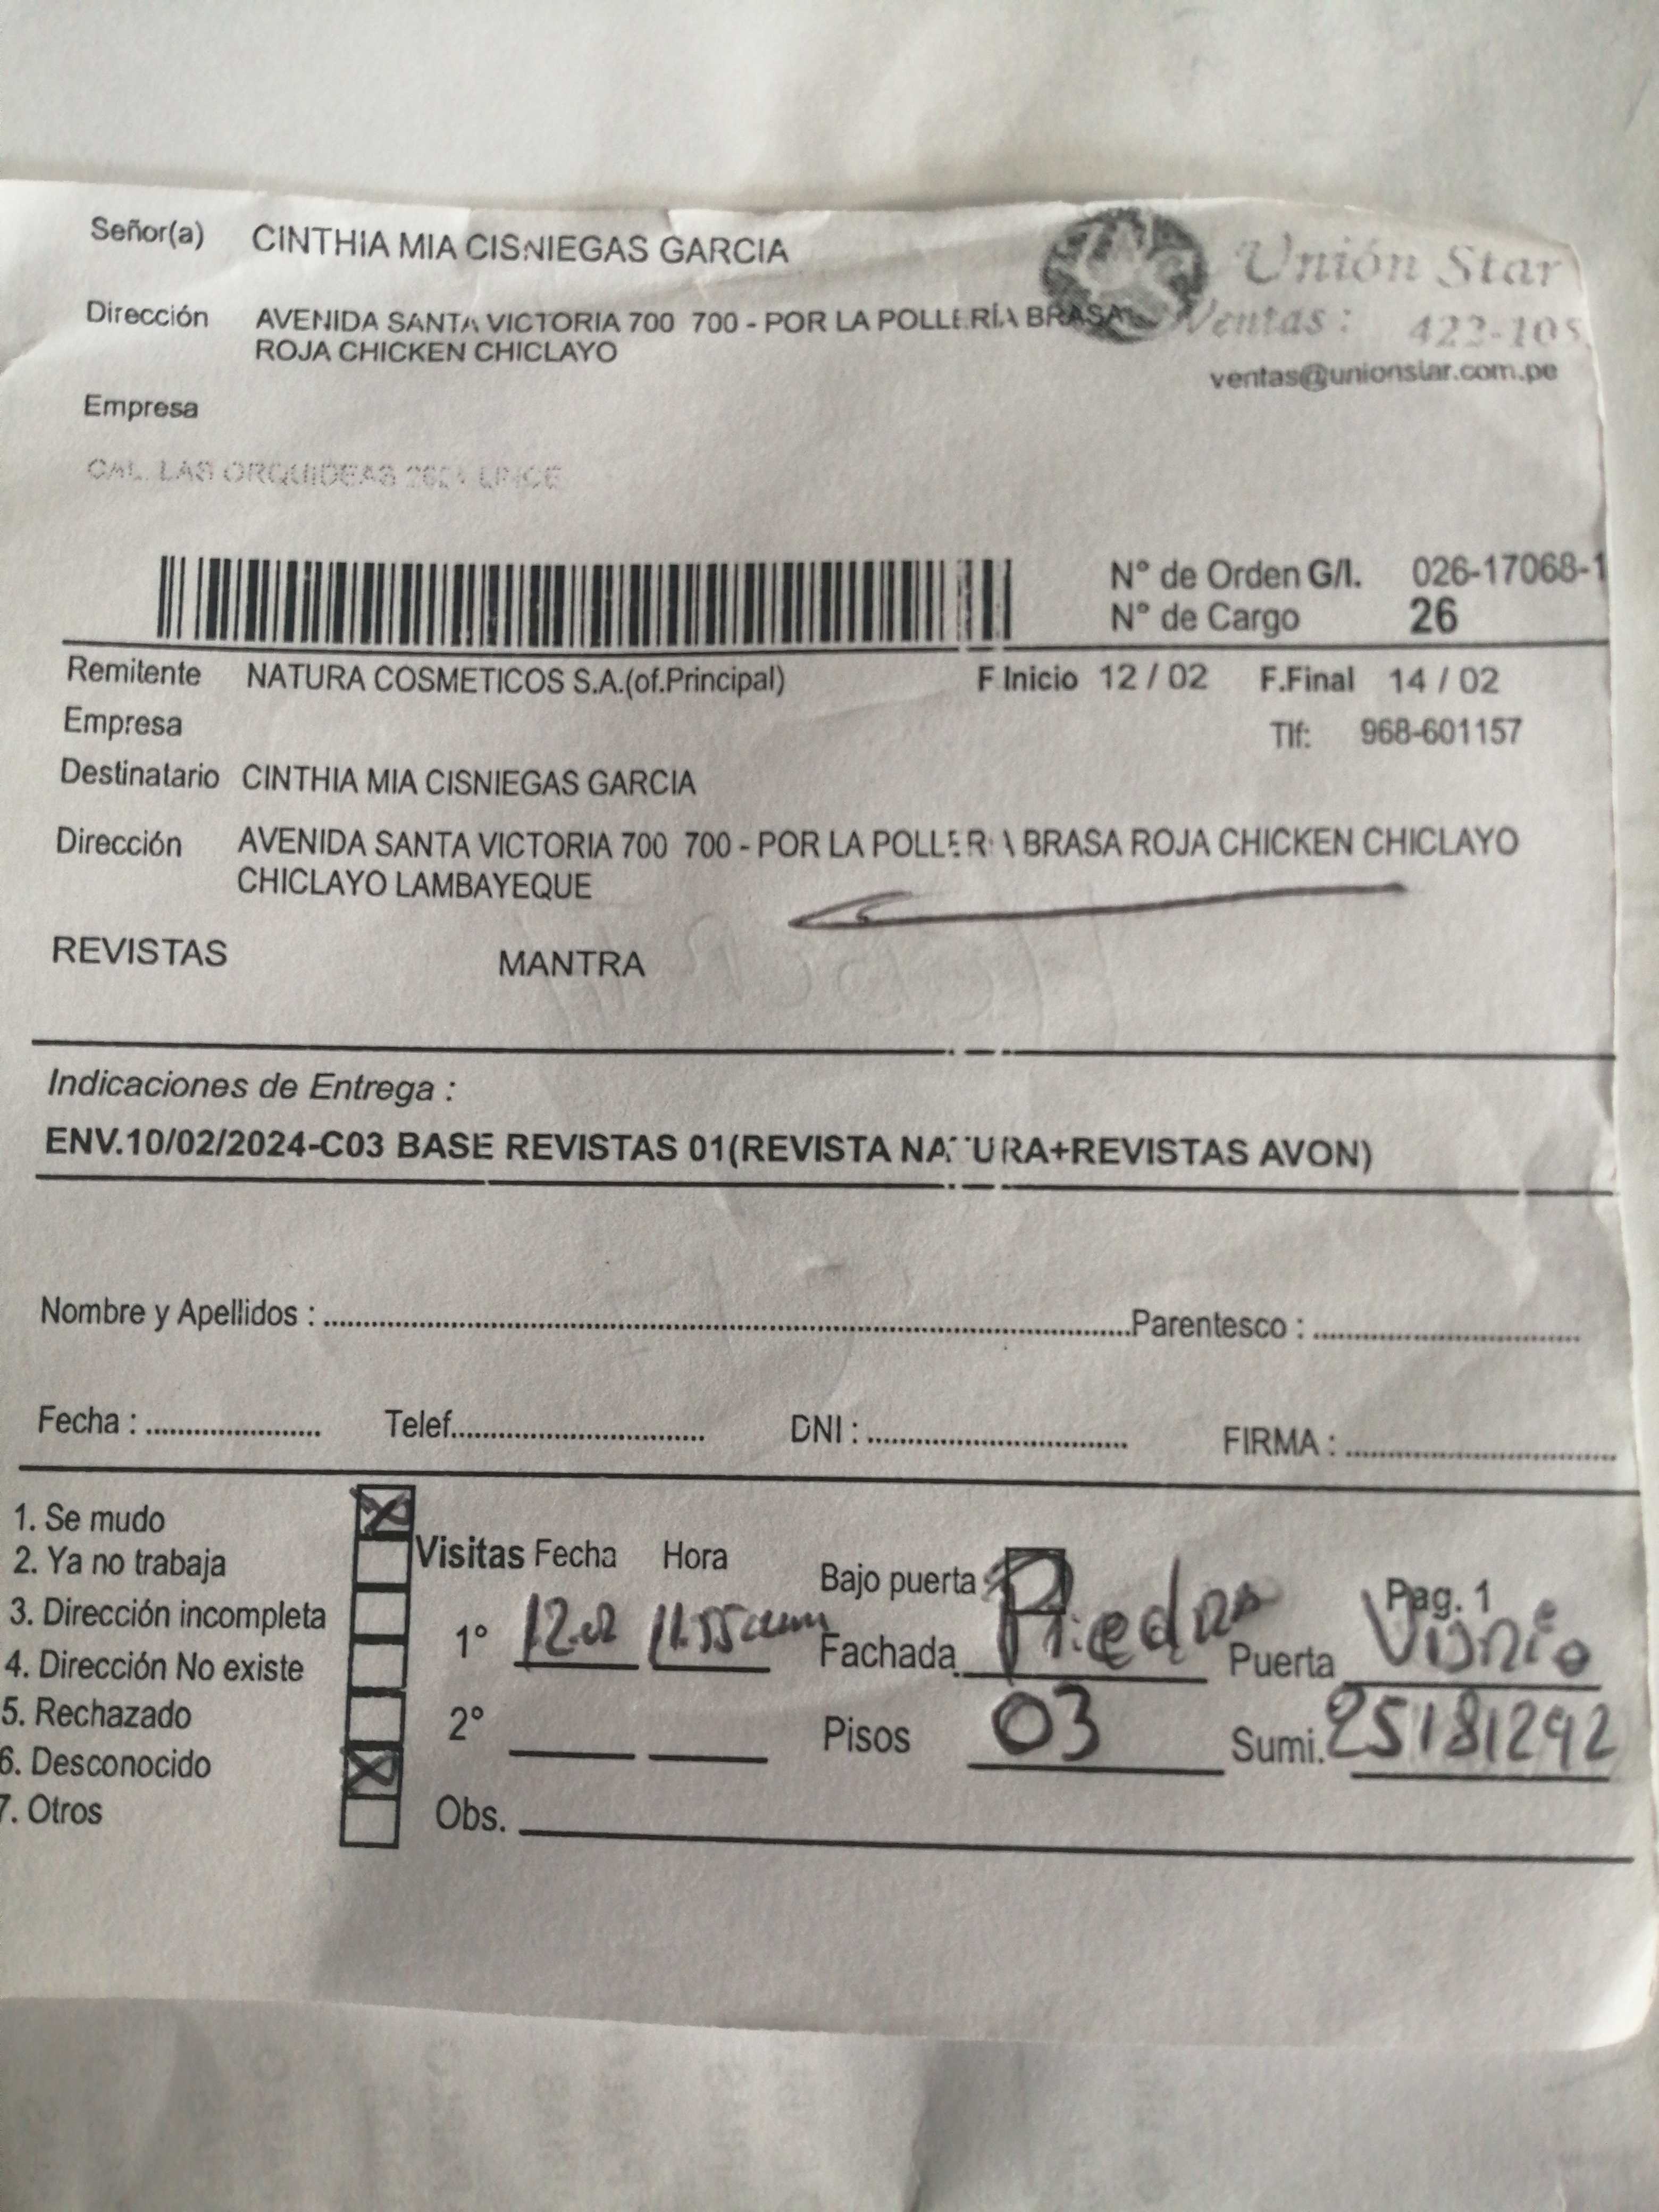 Señor(a) CINTHIA MIA CISNIEGAS GARCIA
Unión Star
Dirección AVENIDA SANTA VICTORIA 700 700 - POR LA POLLERÍA BRASA
ROJA CHICKEN CHICLAYO
Ventas: 422-105
ventas@unionstar.com.pe
Empresa
CAL. LAS ORQUIDEAS LINCE
N° de Orden G/I. 026-17068-1
N° de Cargo 26
Remitente NATURA COSMETICOS S.A.(of.Principal) F Inicio 12 / 02 F.Final 14 / 02
Empresa Tlf: 968-601157
Destinatario CINTHIA MIA CISNIEGAS GARCIA
Dirección AVENIDA SANTA VICTORIA 700 700 - POR LA POLLERÍA BRASA ROJA CHICKEN CHICLAYO
CHICLAYO LAMBAYEQUE
REVISTAS MANTRA
Indicaciones de Entrega :
ENV.10/02/2024-C03 BASE REVISTAS 01(REVISTA NATURA+REVISTAS AVON)
Nombre y Apellidos : Parentesco :
Fecha : Telef. DNI : FIRMA :
1. Se mudo
2. Ya no trabaja
3. Dirección incompleta
4. Dirección No existe
5. Rechazado
6. Desconocido
7. Otros
Visitas Fecha Hora
1° 12.02 11.55am
2°
Obs.
Bajo puerta Pag. 1
Fachada Piedra Puerta
Pisos 03 Sumi. 25181292